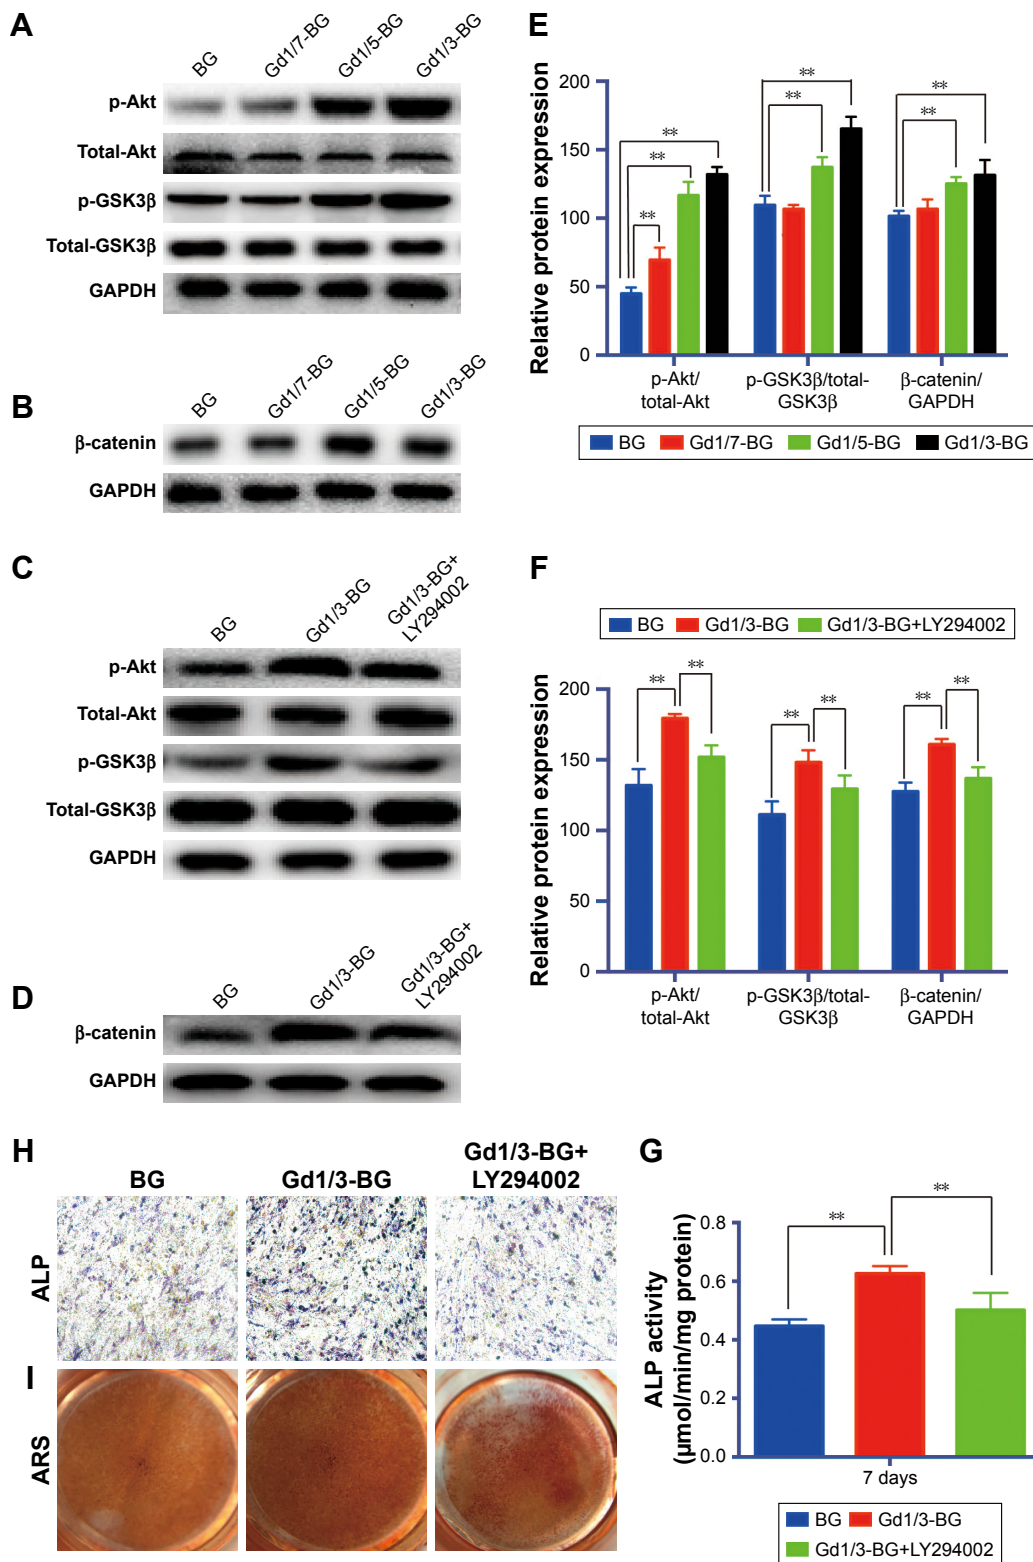 A
BG
Gd1/7-BG
Gd1/5-BG
Gd1/3-BG
p-Akt
Total-Akt
p-GSK3β
Total-GSK3β
GAPDH
B
BG
Gd1/7-BG
Gd1/5-BG
Gd1/3-BG
β-catenin
GAPDH
C
BG
Gd1/3-BG
Gd1/3-BG+
LY294002
p-Akt
Total-Akt
p-GSK3β
Total-GSK3β
GAPDH
D
BG
Gd1/3-BG
Gd1/3-BG+
LY294002
β-catenin
GAPDH
E
Relative protein expression
200
150
100
50
0
**
**
**
**
**
**
**
p-Akt/
total-Akt
p-GSK3β/total-
GSK3β
β-catenin/
GAPDH
BG Gd1/7-BG Gd1/5-BG Gd1/3-BG
F
BG Gd1/3-BG Gd1/3-BG+LY294002
Relative protein expression
200
150
100
50
0
**
**
**
**
**
**
p-Akt/
total-Akt
p-GSK3β/total-
GSK3β
β-catenin/
GAPDH
H
BG
Gd1/3-BG
Gd1/3-BG+
LY294002
ALP
I
ARS
G
ALP activity
(µmol/min/mg protein)
0.8
0.6
0.4
0.2
0.0
**
**
7 days
BG Gd1/3-BG
Gd1/3-BG+LY294002